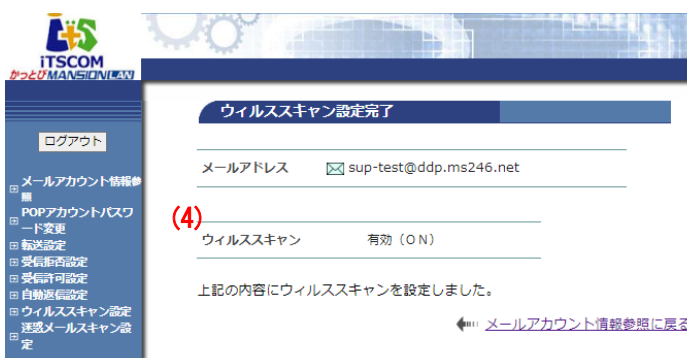 iTSCOM
かっとびMANSIONLAN
ログアウト
メールアカウント情報参
照
POPアカウントパスワ
ード変更
転送設定
受信拒否設定
受信許可設定
自動返信設定
ウィルススキャン設定
迷惑メールスキャン設
定
ウィルススキャン設定完了
メールアドレス sup-test@ddp.ms246.net
(4)
ウィルススキャン 有効（ＯＮ）
上記の内容にウィルススキャンを設定しました。
メールアカウント情報参照に戻る